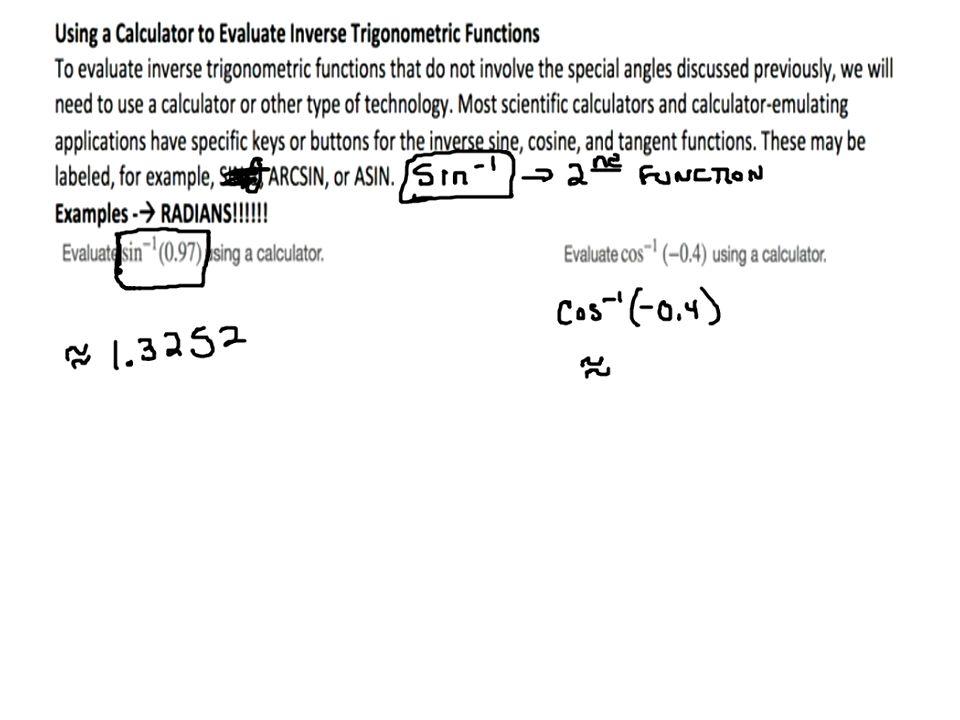 Using a Calculator to Evaluate Inverse Trigonometric Functions
To evaluate inverse trigonometric functions that do not involve the special angles discussed previously, we will
need to use a calculator or other type of technology. Most scientific calculators and calculator-emulating
applications have specific keys or buttons for the inverse sine, cosine, and tangent functions. These may be
labeled, for example, ARCSIN, or ASIN. Sin⁻¹ → 2nd FUNCTION
Examples -→ RADIANS!!!!!!
Evaluate sin⁻¹(0.97) using a calculator.
Evaluate cos⁻¹ (−0.4) using a calculator.
cos⁻¹(-0.4)
≈ 1.3252
≈